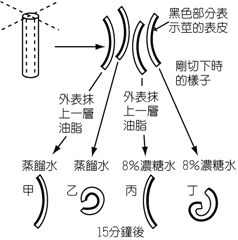 黑色部分表
示莖的表皮
剛切下時的
樣子
外表抹
上一層
油脂
外表抹
上一層
油脂
蒸餾水
蒸餾水
8%濃糖水
8%濃糖水
甲
乙
丙
丁
15分鐘後